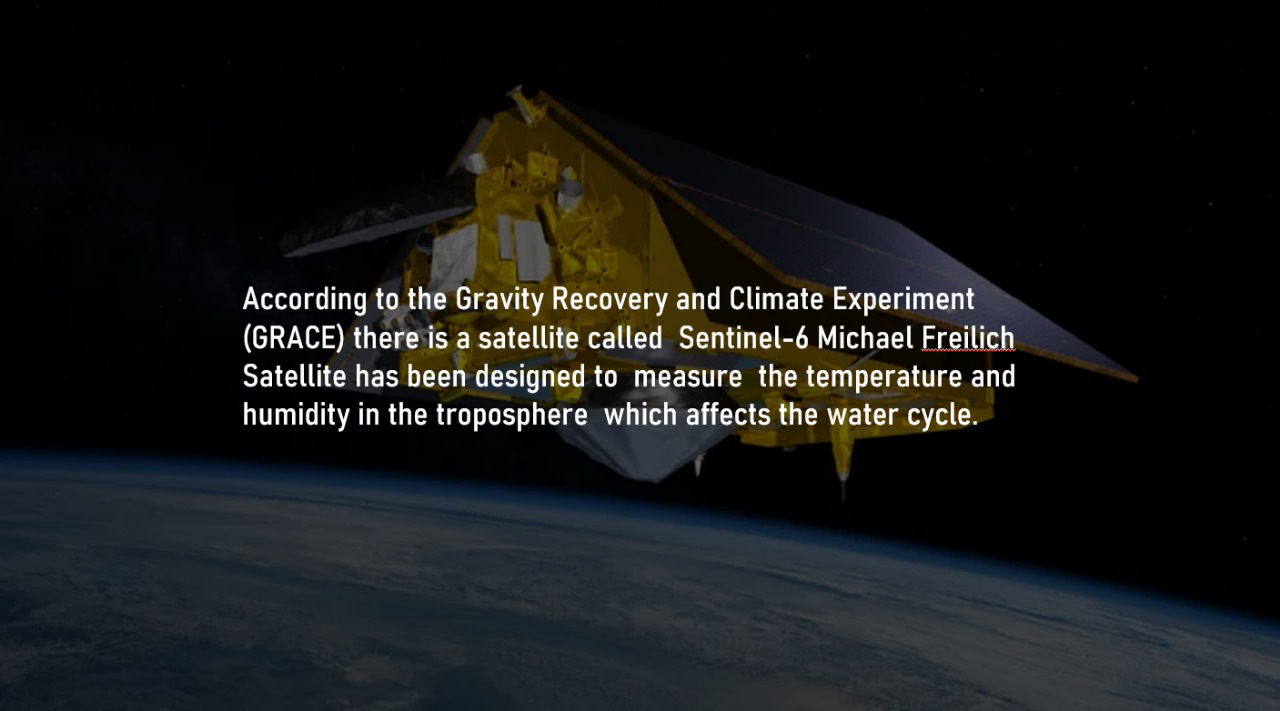 According to the Gravity Recovery and Climate Experiment
(GRACE) there is a satellite called  Sentinel-6 Michael Freilich
Satellite has been designed to  measure  the temperature and
humidity in the troposphere  which affects the water cycle.